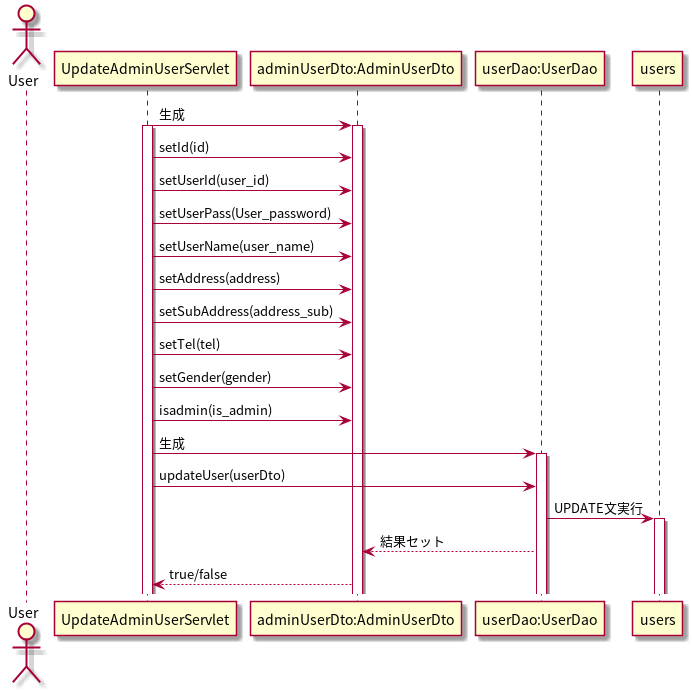 User
UpdateAdminUserServlet
adminUserDto:AdminUserDto
userDao:UserDao
users
生成
setId(id)
setUserId(user_id)
setUserPass(User_password)
setUserName(user_name)
setAddress(address)
setSubAddress(address_sub)
setTel(tel)
setGender(gender)
isadmin(is_admin)
生成
updateUser(userDto)
UPDATE文実行
結果セット
true/false
User
UpdateAdminUserServlet
adminUserDto:AdminUserDto
userDao:UserDao
users